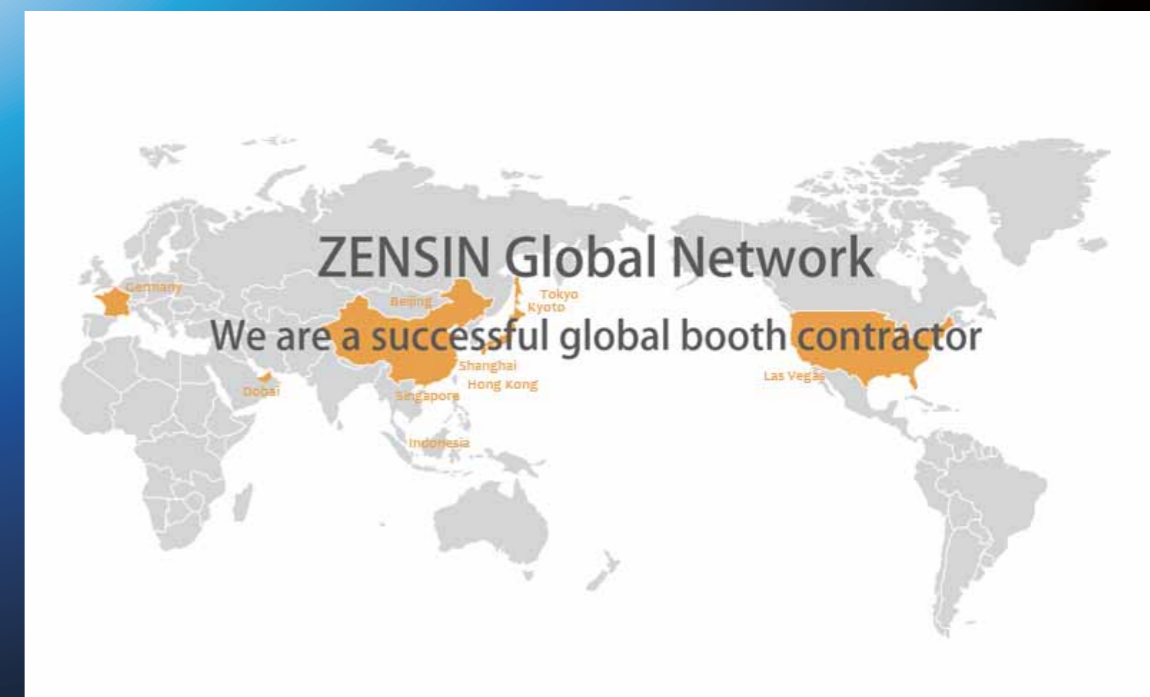 ZENSIN Global Network
Germany
Beijing
Tokyo
Kyoto
We are a successful global booth contractor
Shanghai
Hong Kong
Las Vegas
Dobai
Singapore
Indonesia